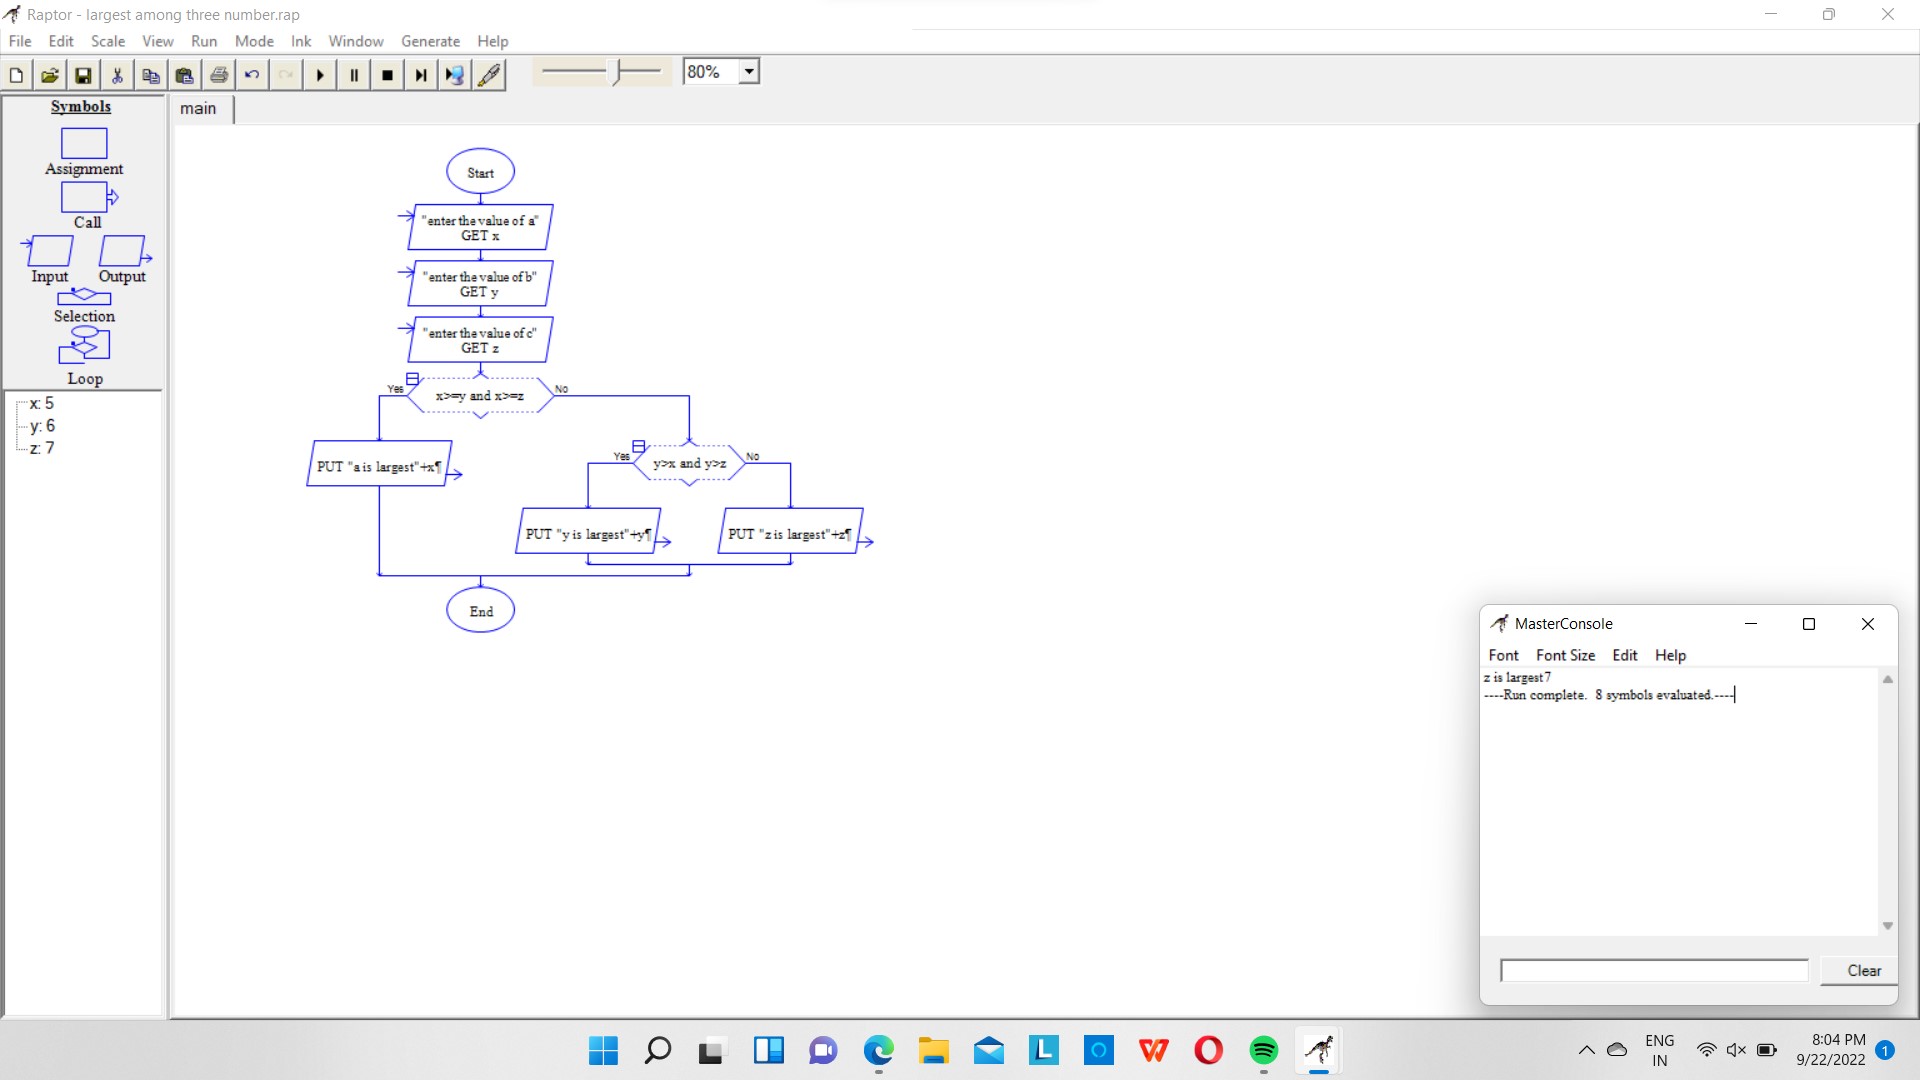 Raptor - largest among three number.rap
File Edit Scale View Run Mode Ink Window Generate Help
80%
Symbols
Assignment
Call
Input Output
Selection
Loop
x: 5
y: 6
z: 7
main
Start
"enter the value of a"
GET x
"enter the value of b"
GET y
"enter the value of c"
GET z
Yes
x>=y and x>=z
No
PUT "a is largest"+x¶
Yes
y>x and y>z
No
PUT "y is largest"+y¶
PUT "z is largest"+z¶
End
MasterConsole
Font Font Size Edit Help
z is largest7
----Run complete. 8 symbols evaluated.----
Clear
ENG
IN
8:04 PM
9/22/2022
1